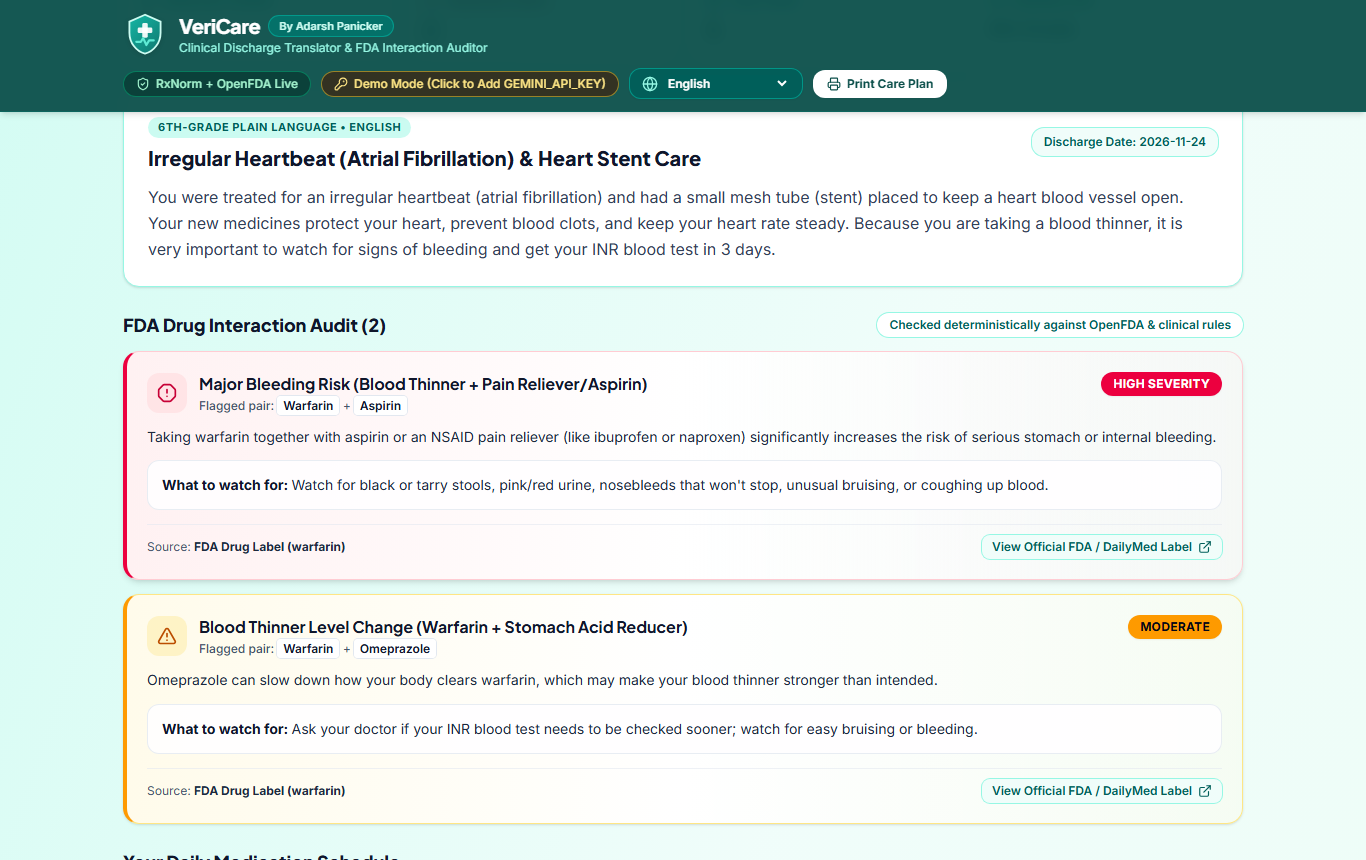 VeriCare By Adarsh Panicker
Clinical Discharge Translator & FDA Interaction Auditor
RxNorm + OpenFDA Live Demo Mode (Click to Add GEMINI_API_KEY) English Print Care Plan
6TH-GRADE PLAIN LANGUAGE • ENGLISH
Discharge Date: 2026-11-24
Irregular Heartbeat (Atrial Fibrillation) & Heart Stent Care
You were treated for an irregular heartbeat (atrial fibrillation) and had a small mesh tube (stent) placed to keep a heart blood vessel open.
Your new medicines protect your heart, prevent blood clots, and keep your heart rate steady. Because you are taking a blood thinner, it is
very important to watch for signs of bleeding and get your INR blood test in 3 days.
FDA Drug Interaction Audit (2)
Checked deterministically against OpenFDA & clinical rules
Major Bleeding Risk (Blood Thinner + Pain Reliever/Aspirin)
HIGH SEVERITY
Flagged pair: Warfarin + Aspirin
Taking warfarin together with aspirin or an NSAID pain reliever (like ibuprofen or naproxen) significantly increases the risk of serious stomach or internal bleeding.
What to watch for: Watch for black or tarry stools, pink/red urine, nosebleeds that won't stop, unusual bruising, or coughing up blood.
Source: FDA Drug Label (warfarin)
View Official FDA / DailyMed Label
Blood Thinner Level Change (Warfarin + Stomach Acid Reducer)
MODERATE
Flagged pair: Warfarin + Omeprazole
Omeprazole can slow down how your body clears warfarin, which may make your blood thinner stronger than intended.
What to watch for: Ask your doctor if your INR blood test needs to be checked sooner; watch for easy bruising or bleeding.
Source: FDA Drug Label (warfarin)
View Official FDA / DailyMed Label
Your Daily Medication Schedule